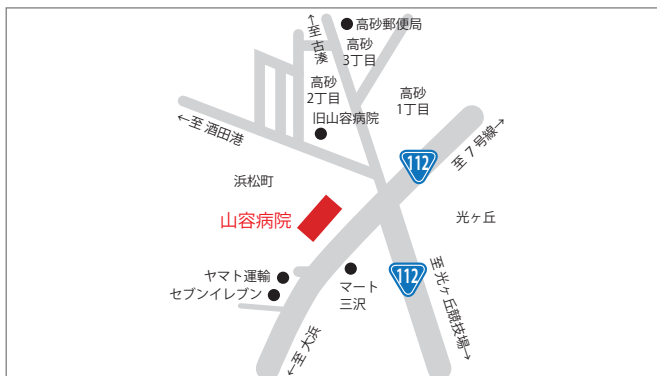 ←至古湊
高砂郵便局
高砂
3丁目
高砂
2丁目
高砂
1丁目
旧山容病院
←至 酒田港
至 7 号線→
112
浜松町
山容病院
光ヶ丘
ヤマト運輸
セブンイレブン
マート
三沢
112
至 光ヶ丘競技場→
←至 大浜